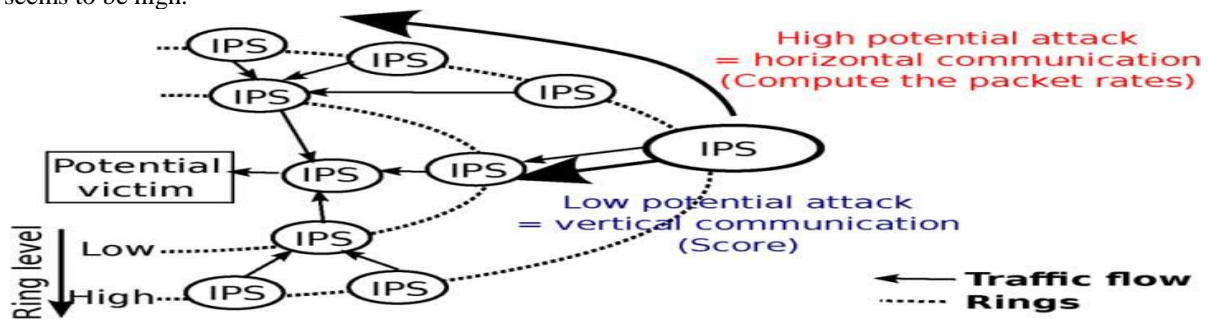 seems to be high.
IPS
IPS
IPS
IPS
High potential attack
= horizontal communication
(Compute the packet rates)
IPS
Potential
victim
IPS
IPS
Low potential attack
= vertical communication
(Score)
Ring level
Low
IPS
High
IPS
IPS
Traffic flow
Rings